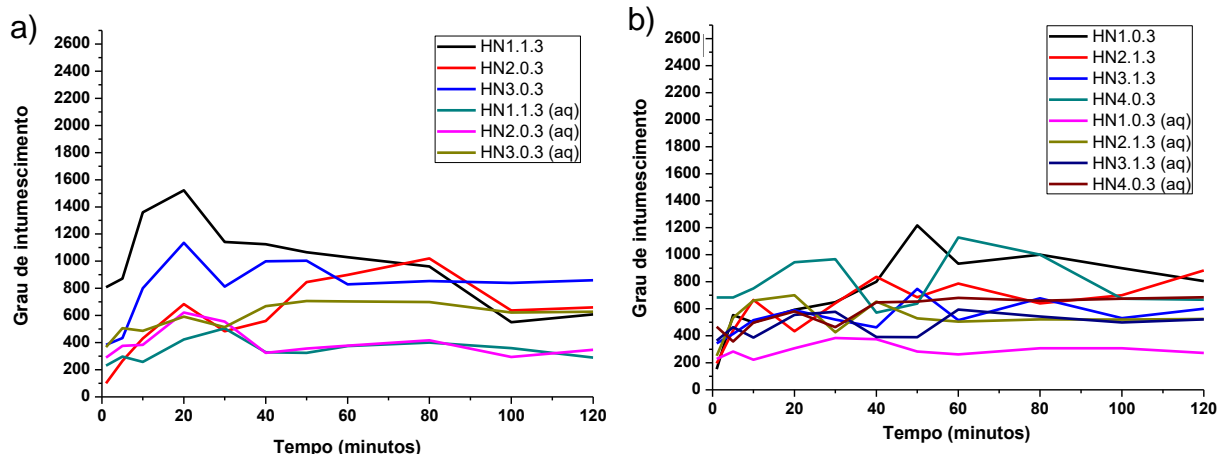 a)
Grau de intumescimento
2600
2400
2200
2000
1800
1600
1400
1200
1000
800
600
400
200
0
HN1.1.3
HN2.0.3
HN3.0.3
HN1.1.3 (aq)
HN2.0.3 (aq)
HN3.0.3 (aq)
0 20 40 60 80 100 120
Tempo (minutos)
b)
Grau de intumescimento
2600
2400
2200
2000
1800
1600
1400
1200
1000
800
600
400
200
0
HN1.0.3
HN2.1.3
HN3.1.3
HN4.0.3
HN1.0.3 (aq)
HN2.1.3 (aq)
HN3.1.3 (aq)
HN4.0.3 (aq)
0 20 40 60 80 100 120
Tempo (minutos)